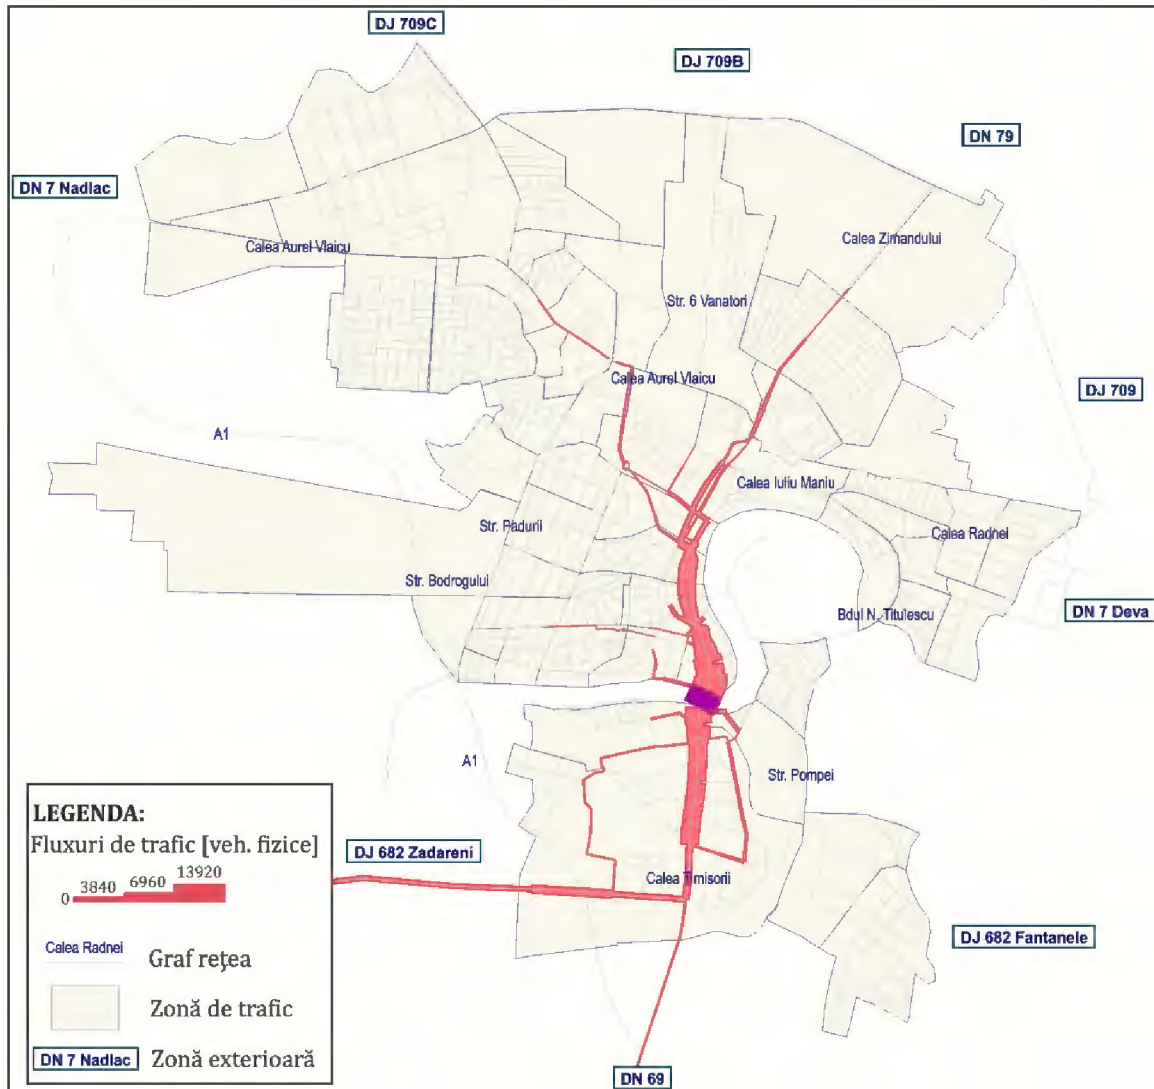 DJ 709C
DJ 709B
DN 79
DN 7 Nadlac
Calea Zimandului
Calea Aurel Vlaicu
Str. 6 Vanatori
Calea Aurel Vlaicu
DJ 709
A1
Calea Iuliu Maniu
Str. Padurii
Calea Radnei
Str. Bodrogului
Bdul N. Titulescu
DN 7 Deva
A1
Str. Pompei
LEGENDA:
Fluxuri de trafic [veh. fizice]
0 3840 6960 13920
DJ 682 Zadareni
Calea Timisorii
DJ 682 Fantanele
Calea Radnei
Graf rețea
Zonă de trafic
DN 7 Nadlac Zonă exterioară
DN 69